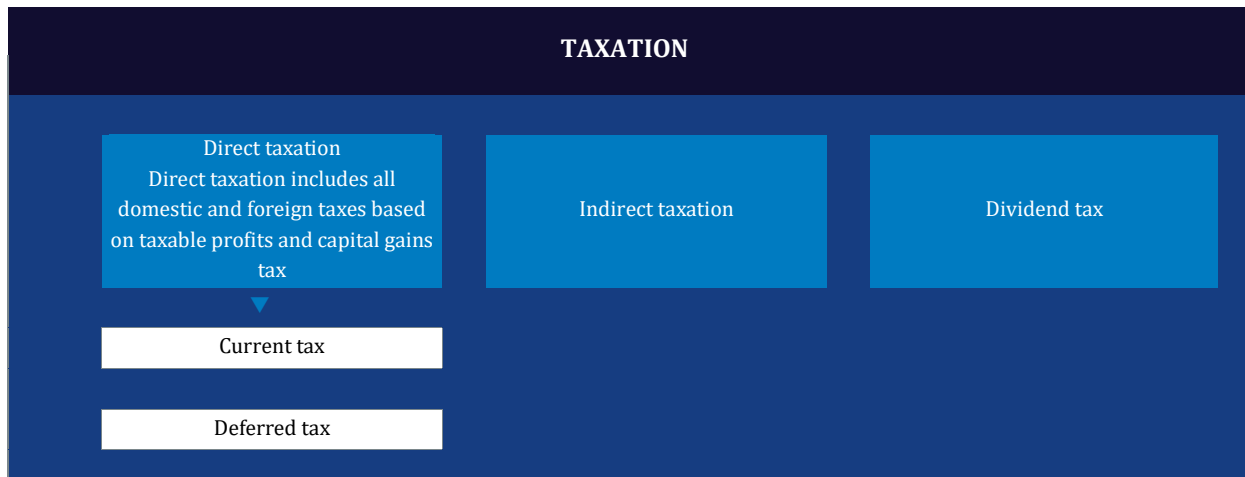 TAXATION
Direct taxation
Direct taxation includes all
domestic and foreign taxes based
on taxable profits and capital gains
tax
Indirect taxation
Dividend tax
Current tax
Deferred tax